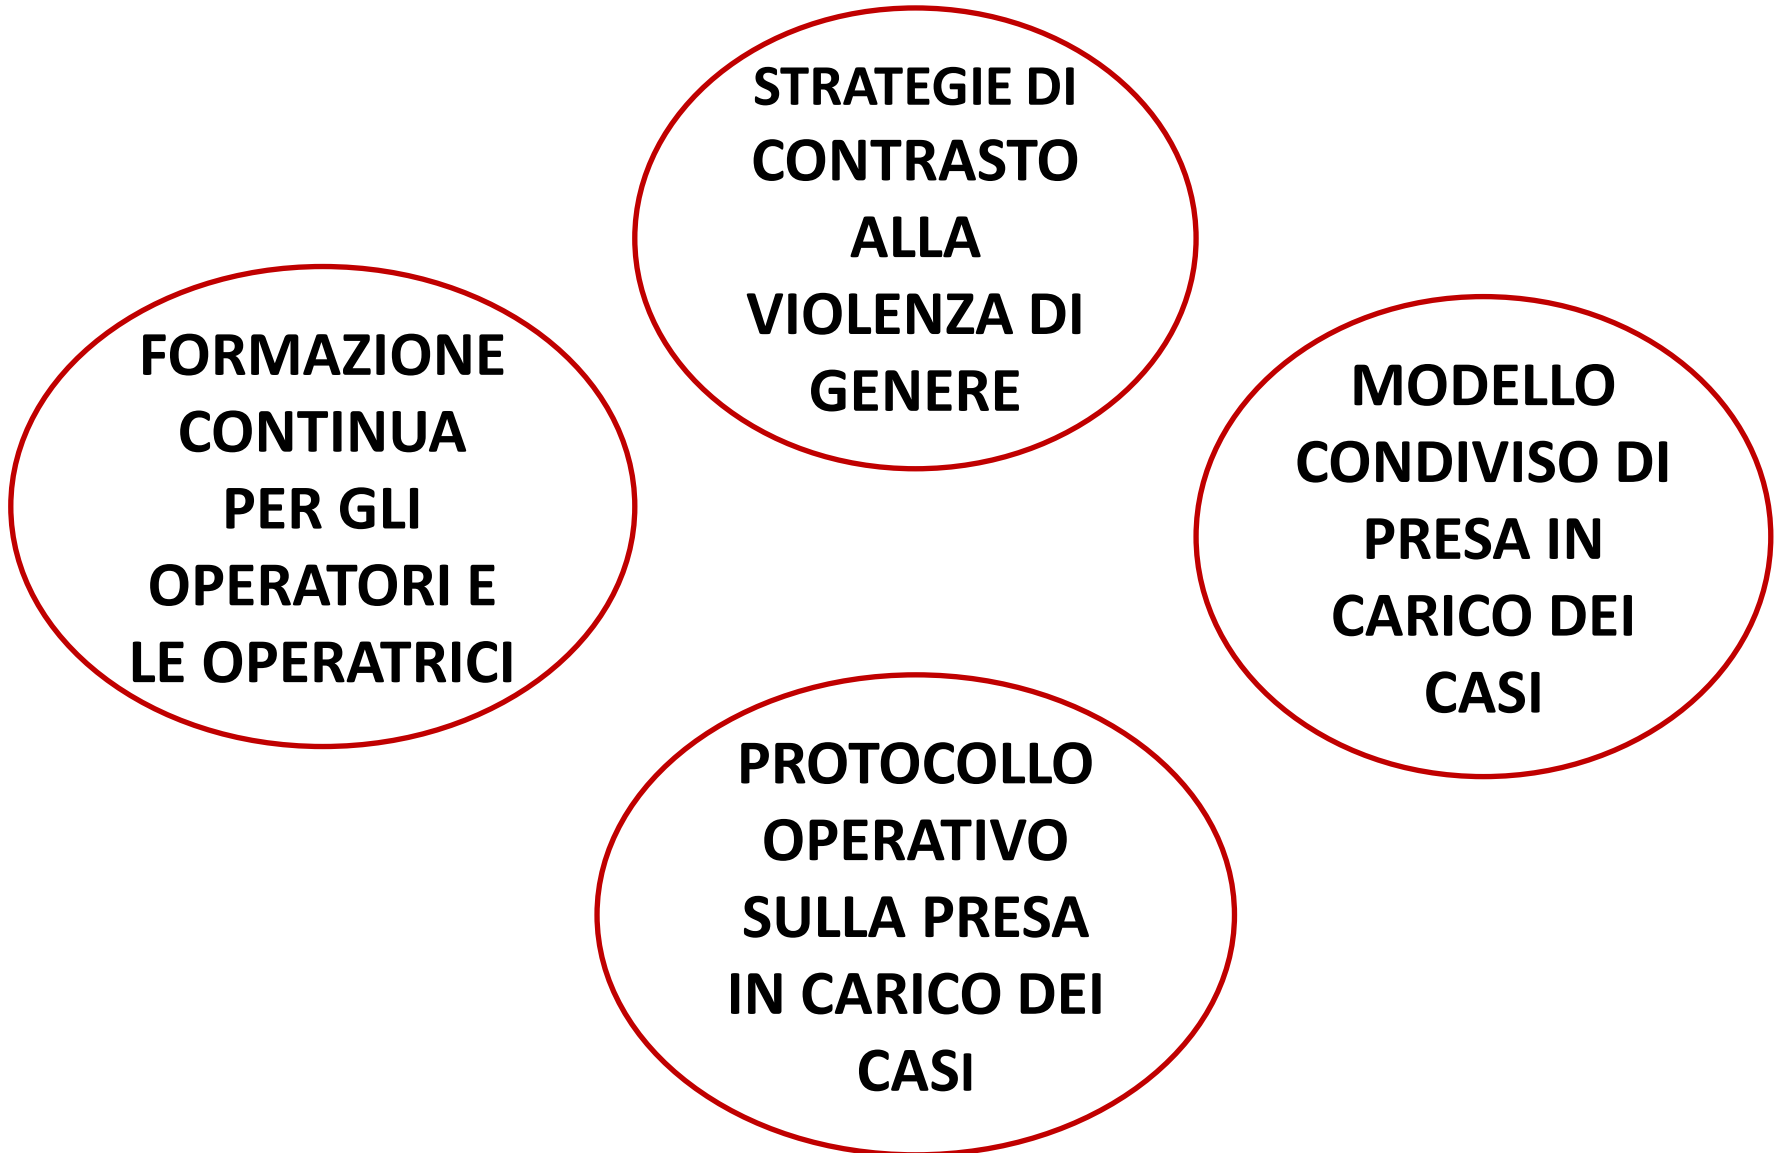 STRATEGIE DI
CONTRASTO
ALLA
VIOLENZA DI
GENERE
FORMAZIONE
CONTINUA
PER GLI
OPERATORI E
LE OPERATRICI
MODELLO
CONDIVISO DI
PRESA IN
CARICO DEI
CASI
PROTOCOLLO
OPERATIVO
SULLA PRESA
IN CARICO DEI
CASI